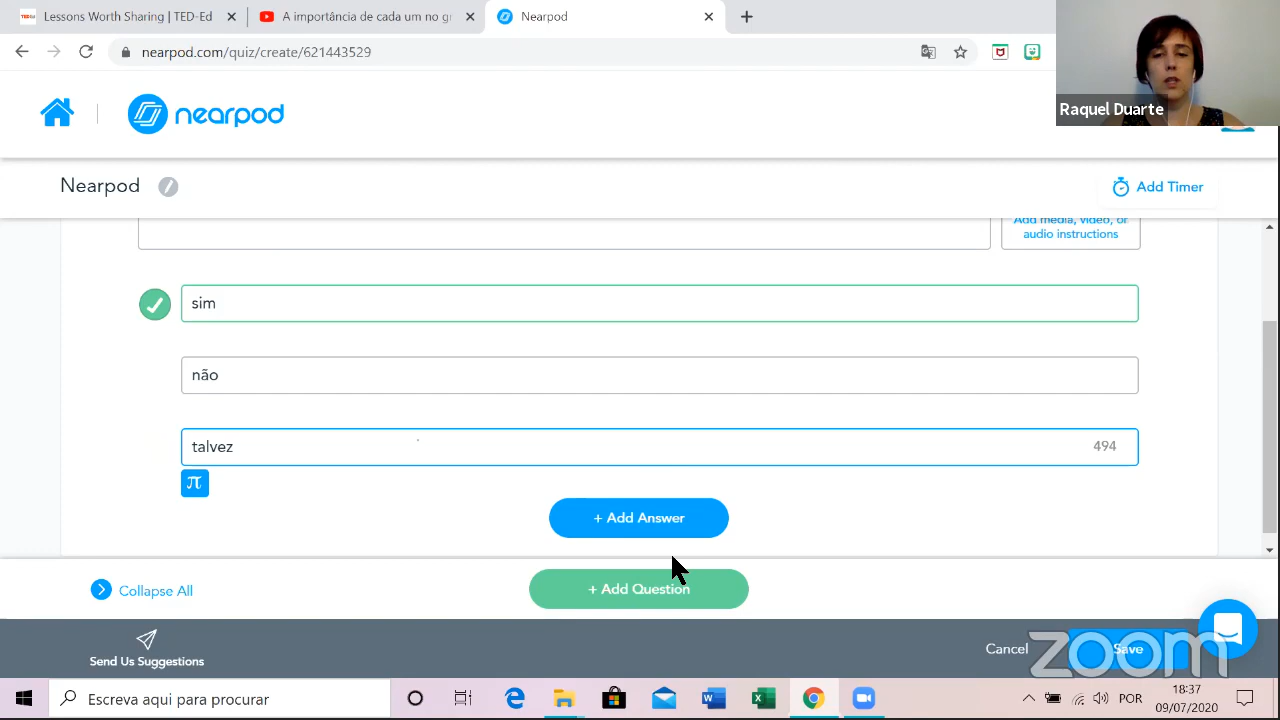 Lessons Worth Sharing | TED-Ed
A importância de cada um no gr
Nearpod
nearpod.com/quiz/create/621443529
Raquel Duarte
nearpod
Nearpod
Add Timer
Add media, video, or
audio instructions
sim
não
talvez
494
π
+ Add Answer
+ Add Question
Collapse All
Send Us Suggestions
Cancel
Save
zoom
Escreva aqui para procurar
POR
18:37
09/07/2020